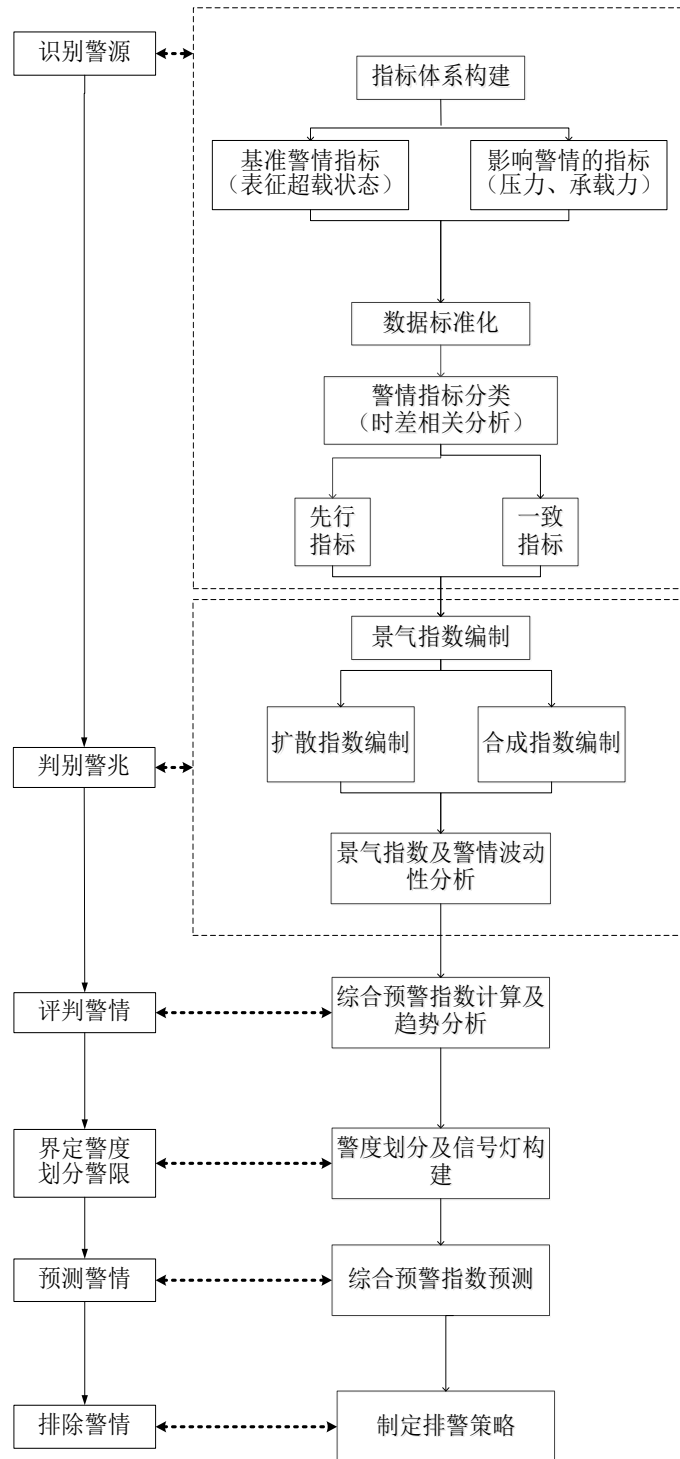 识别警源
指标体系构建
基准警情指标
（表征超载状态）
影响警情的指标
（压力、承载力）
数据标准化
警情指标分类
（时差相关分析）
先行
指标
一致
指标
景气指数编制
扩散指数编制
合成指数编制
判别警兆
景气指数及警情波动
性分析
评判警情
综合预警指数计算及
趋势分析
界定警度
划分警限
警度划分及信号灯构
建
预测警情
综合预警指数预测
排除警情
制定排警策略